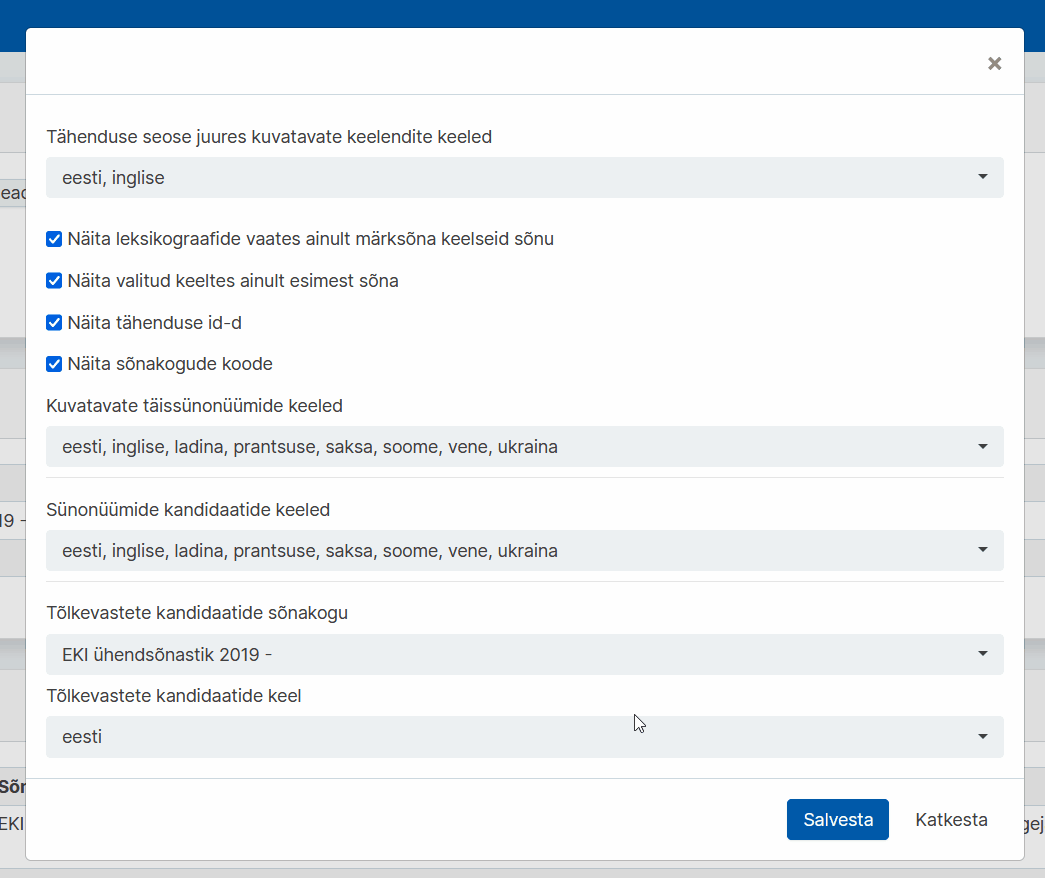 ×
Tähenduse seose juures kuvatavate keelendite keeled
eesti, inglise
Näita leksikograafide vaates ainult märksõna keelseid sõnu
Näita valitud keeltes ainult esimest sõna
Näita tähenduse id-d
Näita sõnakogude koode
Kuvatavate täissünonüümide keeled
eesti, inglise, ladina, prantsuse, saksa, soome, vene, ukraina
Sünonüümide kandidaatide keeled
eesti, inglise, ladina, prantsuse, saksa, soome, vene, ukraina
Tõlkevastete kandidaatide sõnakogu
EKI ühendsõnastik 2019 -
Tõlkevastete kandidaatide keel
eesti
EKI
Salvesta Katkesta